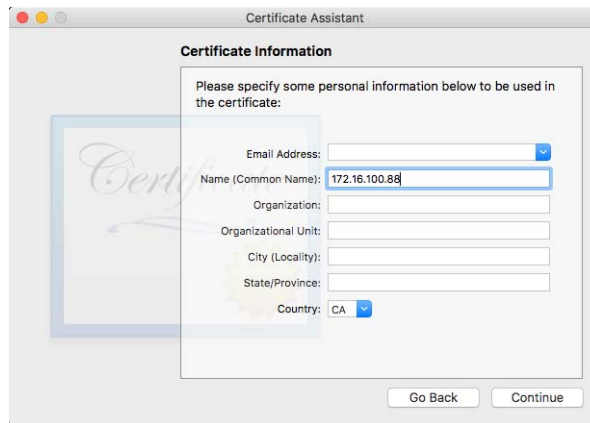 Certificate Assistant
Certificate Information
Please specify some personal information below to be used in
the certificate:
Certificate
Email Address:
Name (Common Name): 172.16.100.88
Organization:
Organizational Unit:
City (Locality):
State/Province:
Country: CA
Go Back Continue